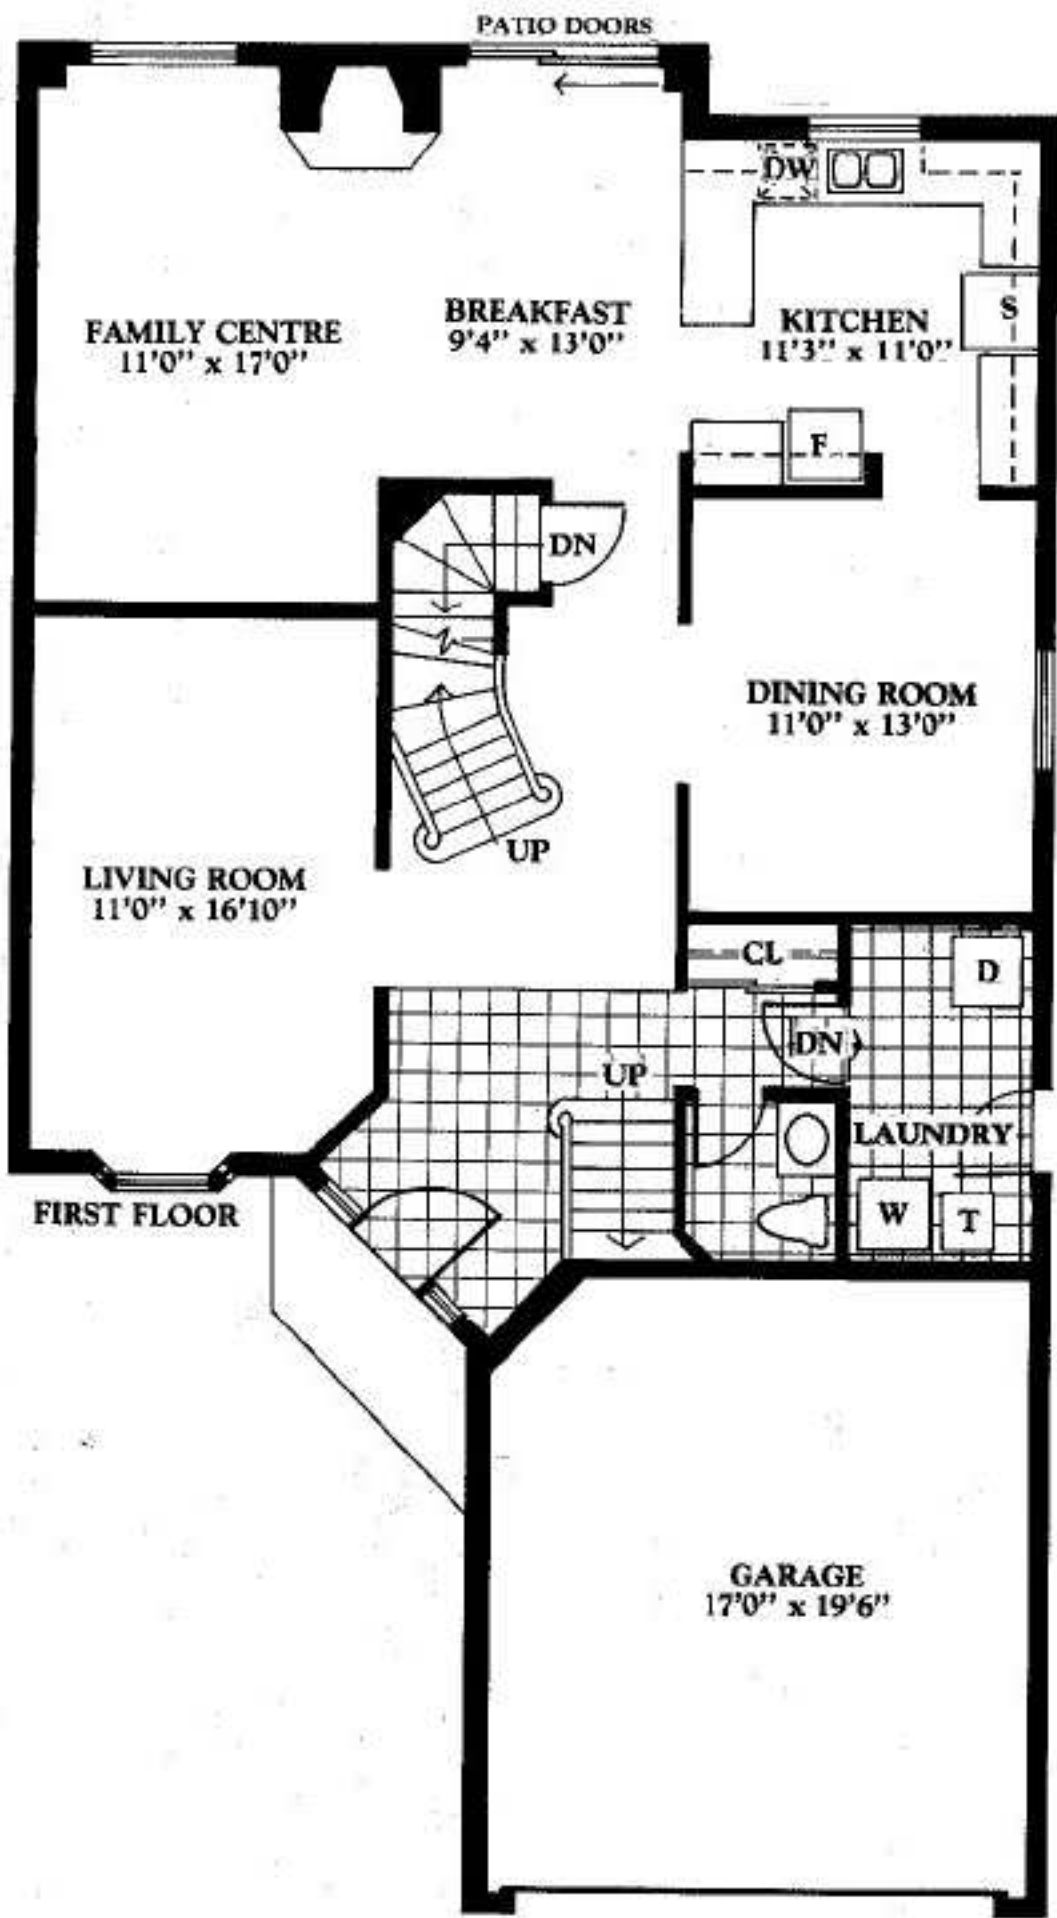 PATIO DOORS
DW
FAMILY CENTRE
11'0" x 17'0"
BREAKFAST
9'4" x 13'0"
KITCHEN
11'3" x 11'0"
S
F
DN
DINING ROOM
11'0" x 13'0"
UP
LIVING ROOM
11'0" x 16'10"
CL
D
DN
UP
LAUNDRY
W
T
FIRST FLOOR
GARAGE
17'0" x 19'6"